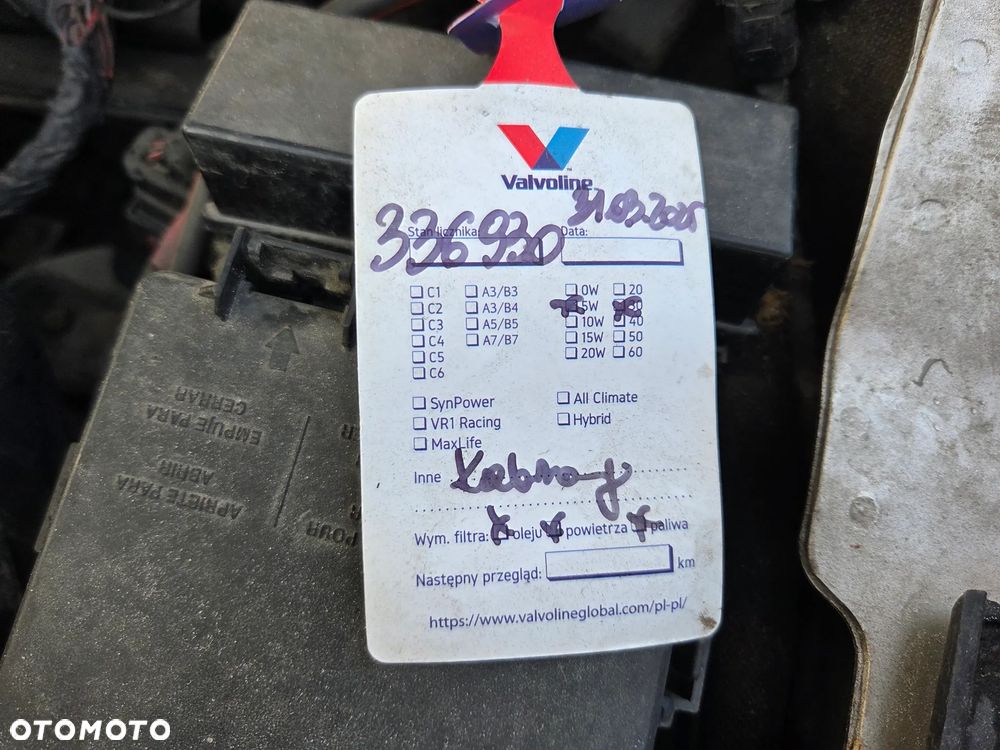 Valvoline
31.03.2025
Stan licznika: Data:
336930
C1 A3/B3 0W 20
C2 A3/B4 5W 30
C3 A5/B5 10W 40
C4 A7/B7 15W 50
C5 20W 60
C6
SynPower All Climate
VR1 Racing Hybrid
MaxLife
Inne
Wym. filtra: oleju powietrza paliwa
Następny przegląd: km
https://www.valvolineglobal.com/pl-pl/
EMPUJE PARA
CERRAR
APRIETE PARA
ABRIR
POUR
OTOMOTO